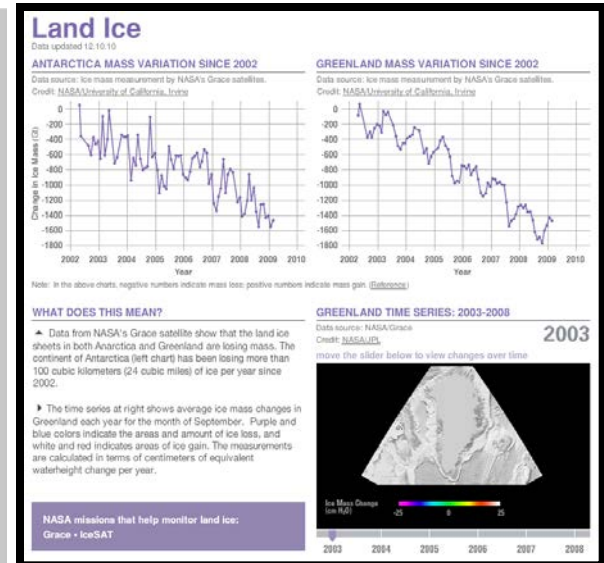 Land Ice
Data updated 12.10.10
ANTARCTICA MASS VARIATION SINCE 2002
Data source: Ice mass measurement by NASA's Grace satellites.
Credit: NASA/University of California, Irvine
Change in Ice Mass (Gt)
0
-200
-400
-600
-800
-1000
-1200
-1400
-1600
-1800
2002 2003 2004 2005 2006 2007 2008 2009 2010
Year
GREENLAND MASS VARIATION SINCE 2002
Data source: Ice mass measurement by NASA's Grace satellites.
Credit: NASA/University of California, Irvine
0
-200
-400
-600
-800
-1000
-1200
-1400
-1600
-1800
2002 2003 2004 2005 2006 2007 2008 2009 2010
Year
Note: In the above charts, negative numbers indicate mass loss; positive numbers indicate mass gain. (Reference)
WHAT DOES THIS MEAN?
Data from NASA's Grace satellite show that the land ice
sheets in both Anarctica and Greenland are losing mass. The
continent of Antarctica (left chart) has been losing more than
100 cubic kilometers (24 cubic miles) of ice per year since
2002.
The time series at right shows average ice mass changes in
Greenland each year for the month of September. Purple and
blue colors indicate the areas and amount of ice loss, and
white and red indicates areas of ice gain. The measurements
are calculated in terms of centimeters of equivalent
waterheight change per year.
NASA missions that help monitor land ice:
Grace • IceSAT
GREENLAND TIME SERIES: 2003-2008
Data source: NASA/Grace
Credit: NASA/JPL
2003
move the slider below to view changes over time
Ice Mass Change
(cm H₂O)
-25 0 25
2003 2004 2005 2006 2007 2008